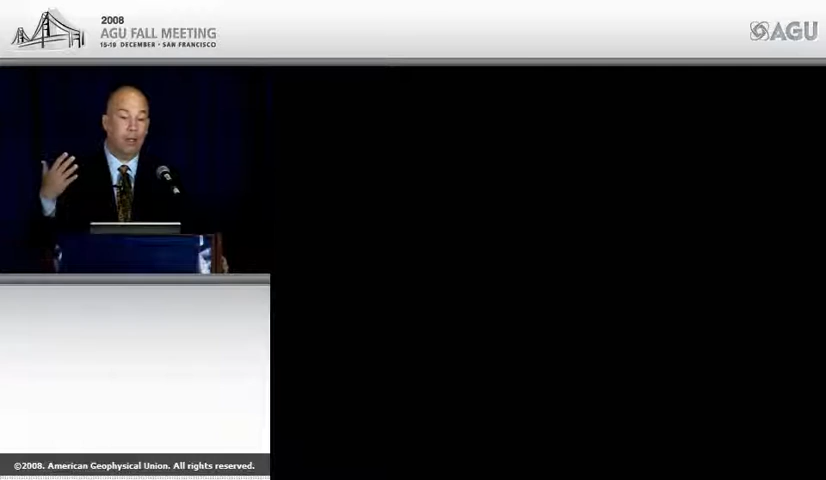 2008
AGU FALL MEETING
15-19 DECEMBER • SAN FRANCISCO
AGU
©2008. American Geophysical Union. All rights reserved.